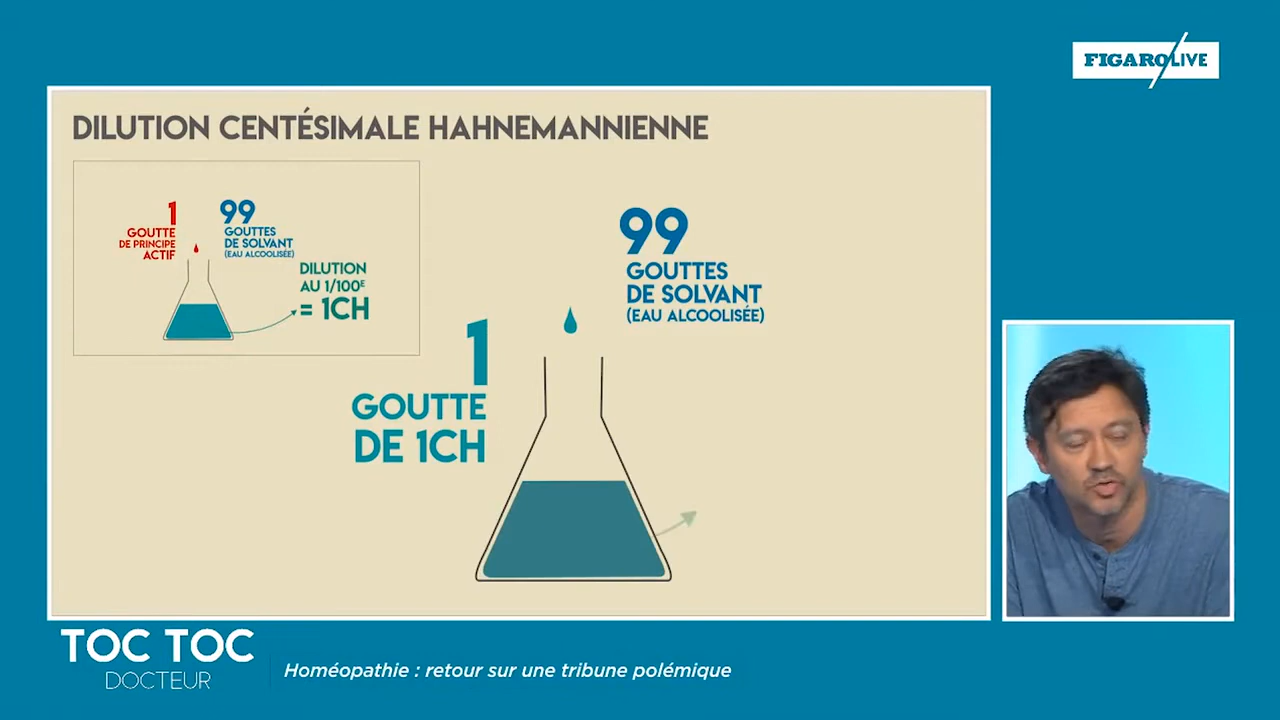 FIGAROLIVE
DILUTION CENTÉSIMALE HAHNEMANNIENNE
1
GOUTTE
DE PRINCIPE
ACTIF
99
GOUTTES
DE SOLVANT
(EAU ALCOOLISÉE)
DILUTION
AU 1/100E
= 1CH
1
GOUTTE
DE 1CH
99
GOUTTES
DE SOLVANT
(EAU ALCOOLISÉE)
TOC TOC
DOCTEUR
Homéopathie : retour sur une tribune polémique